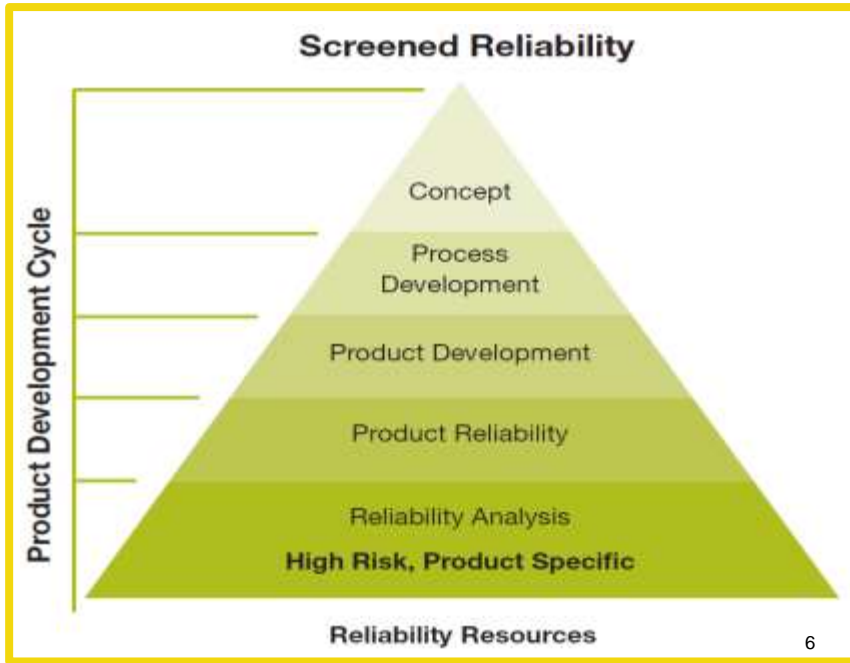 Screened Reliability
Product Development Cycle
Concept
Process
Development
Product Development
Product Reliability
Reliability Analysis
High Risk, Product Specific
Reliability Resources
6